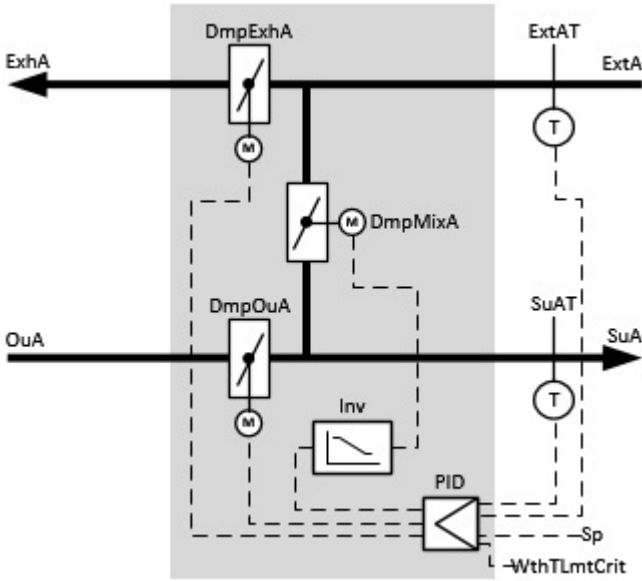 DmpExhA
ExtAT
ExhA
ExtA
T
M
M
DmpMixA
DmpOuA
SuAT
OuA
SuA
Inv
T
M
PID
Sp
WthTLmtCrit